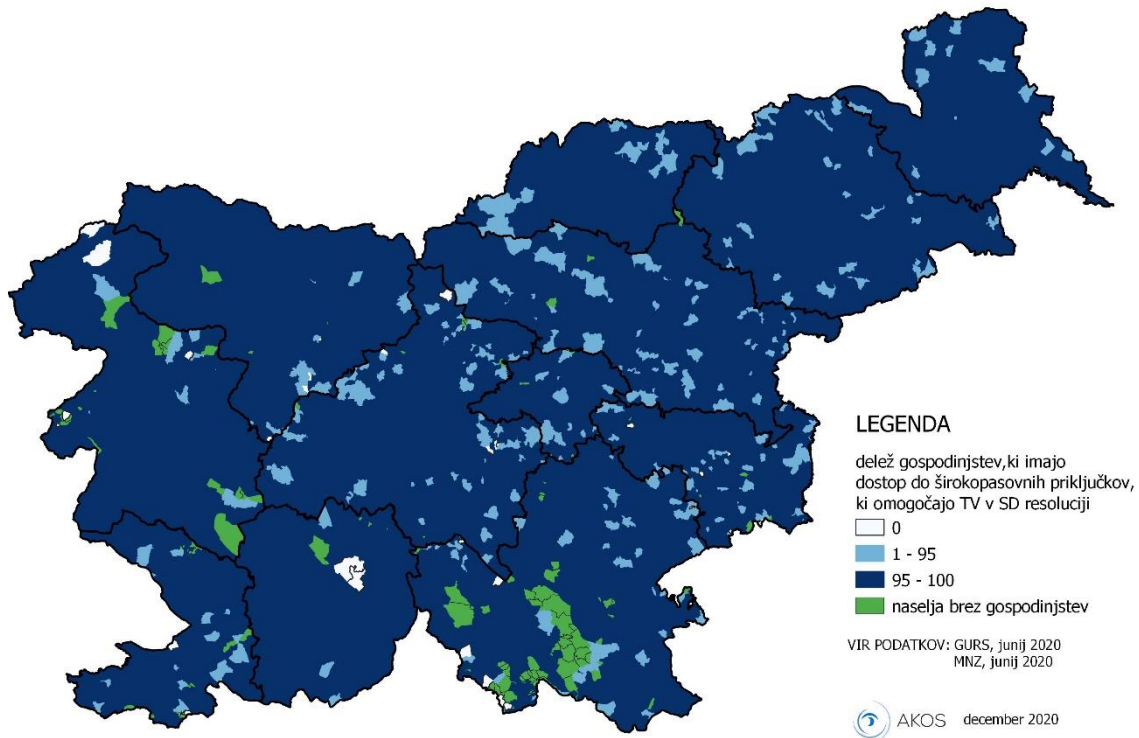 LEGENDA
delež gospodinjstev,ki imajo
dostop do širokopasovnih priključkov,
ki omogočajo TV v SD resoluciji
0
1 - 95
95 - 100
naselja brez gospodinjstev
VIR PODATKOV: GURS, junij 2020
MNZ, junij 2020
AKOS december 2020